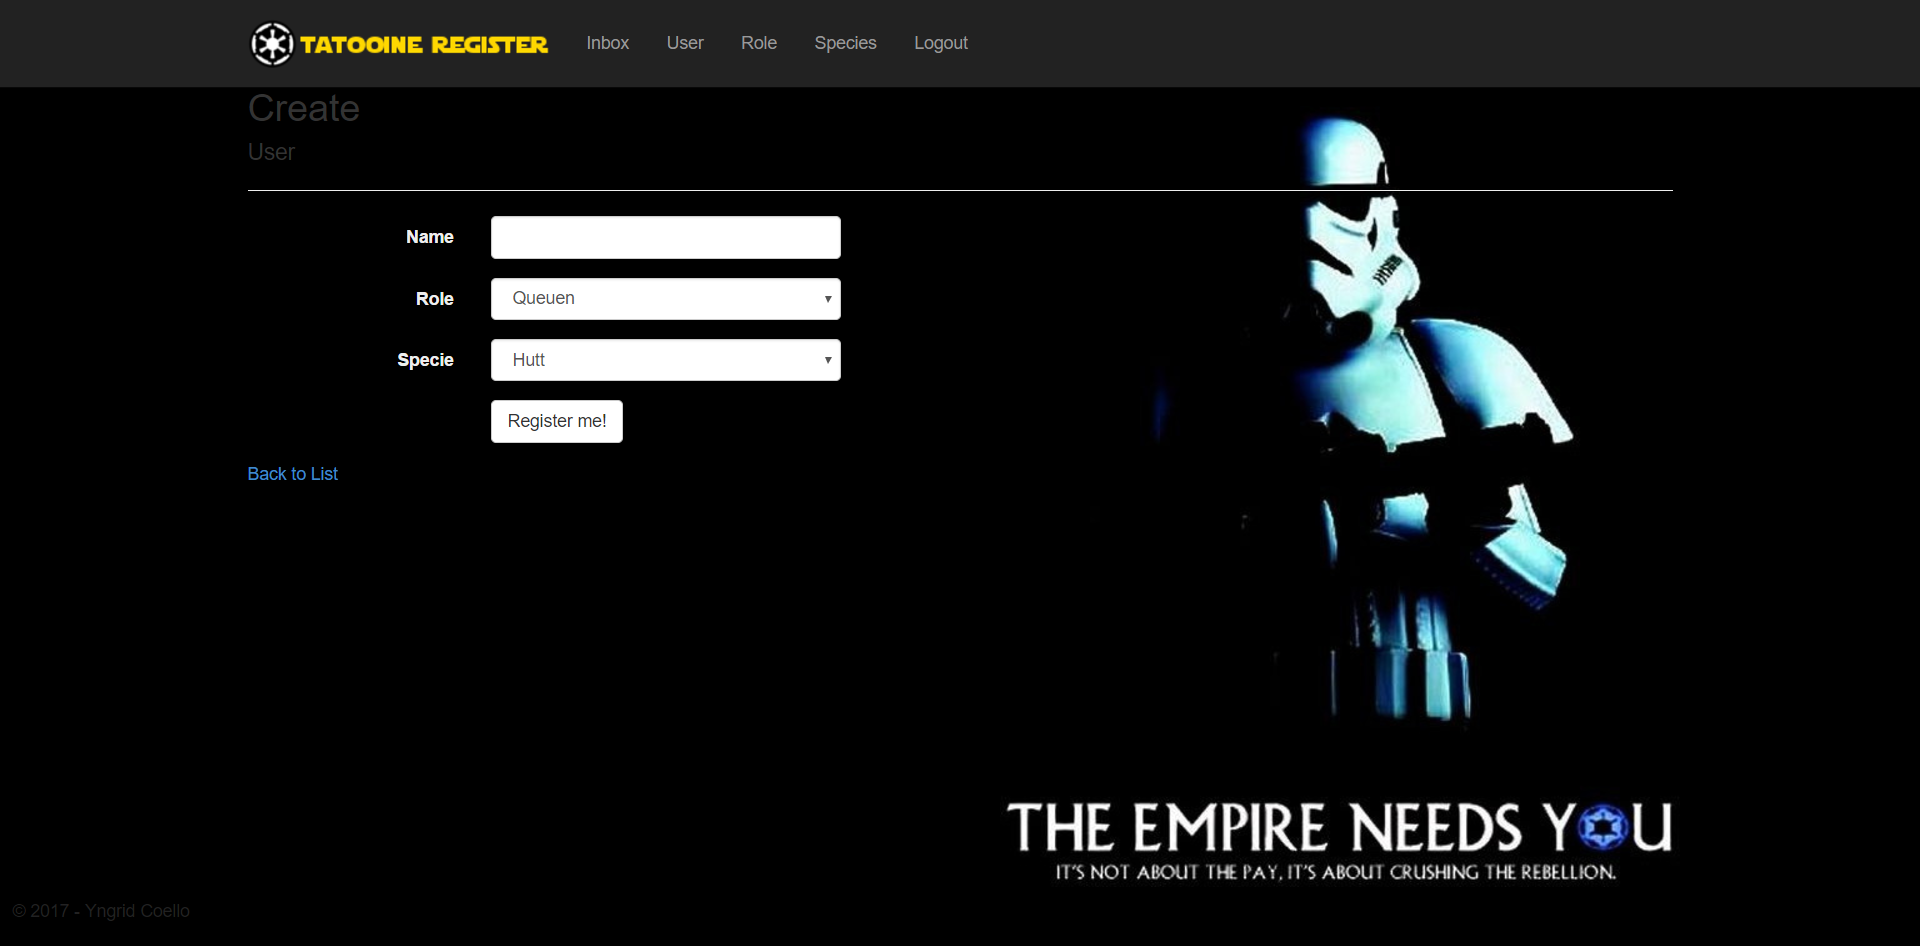 TATOOINE REGISTER Inbox User Role Species Logout
Create
User
Name
Role Queuen
Specie Hutt
Register me!
Back to List
THE EMPIRE NEEDS YOU
IT'S NOT ABOUT THE PAY, IT'S ABOUT CRUSHING THE REBELLION.
© 2017 - Yngrid Coello